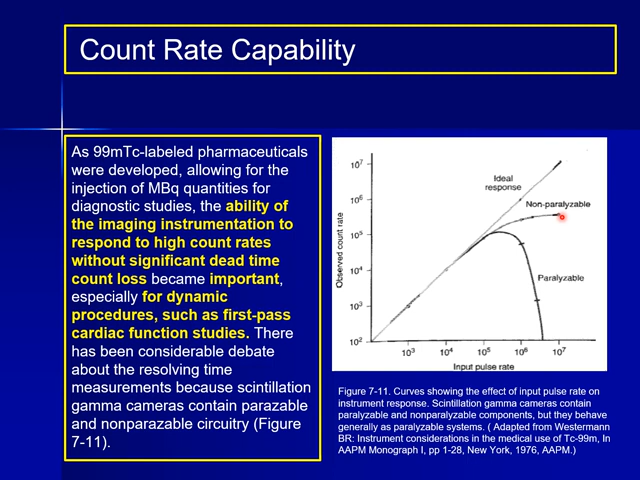 Count Rate Capability
As 99mTc-labeled pharmaceuticals
were developed, allowing for the
injection of MBq quantities for
diagnostic studies, the ability of
the imaging instrumentation to
respond to high count rates
without significant dead time
count loss became important,
especially for dynamic
procedures, such as first-pass
cardiac function studies. There
has been considerable debate
about the resolving time
measurements because scintillation
gamma cameras contain parazable
and nonparazable circuitry (Figure
7-11).
Observed count rate
10⁷
10⁶
10⁵
10⁴
10³
10²
Ideal
response
Non-paralyzable
Paralyzable
10³ 10⁴ 10⁵ 10⁶ 10⁷
Input pulse rate
Figure 7-11. Curves showing the effect of input pulse rate on
instrument response. Scintillation gamma cameras contain
paralyzable and nonparalyzable components, but they behave
generally as paralyzable systems. ( Adapted from Westermann
BR: Instrument considerations in the medical use of Tc-99m, In
AAPM Monograph I, pp 1-28, New York, 1976, AAPM.)